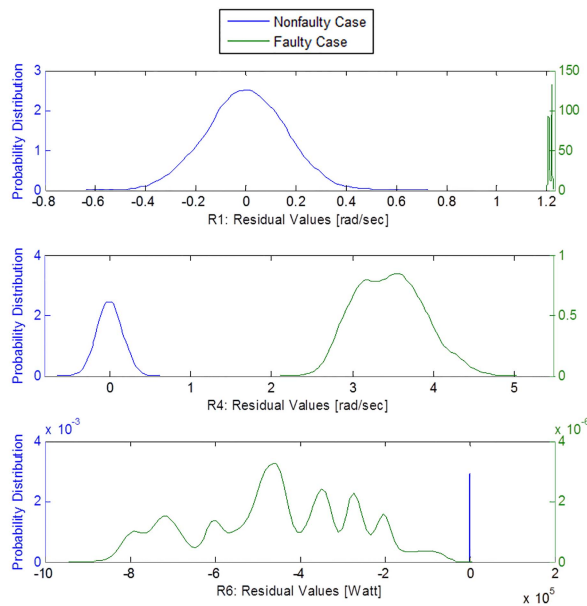 Nonfaulty Case
Faulty Case
Probability Distribution
3
2
1
0
150
100
50
0
-0.8 -0.6 -0.4 -0.2 0 0.2 0.4 0.6 0.8 1 1.2
R1: Residual Values [rad/sec]
Probability Distribution
4
2
0
1
0.5
0
0 1 2 3 4 5
R4: Residual Values [rad/sec]
Probability Distribution
x 10-3
4
2
0
x 10-6
4
2
0
-10 -8 -6 -4 -2 0 2
x 10^5
R6: Residual Values [Watt]